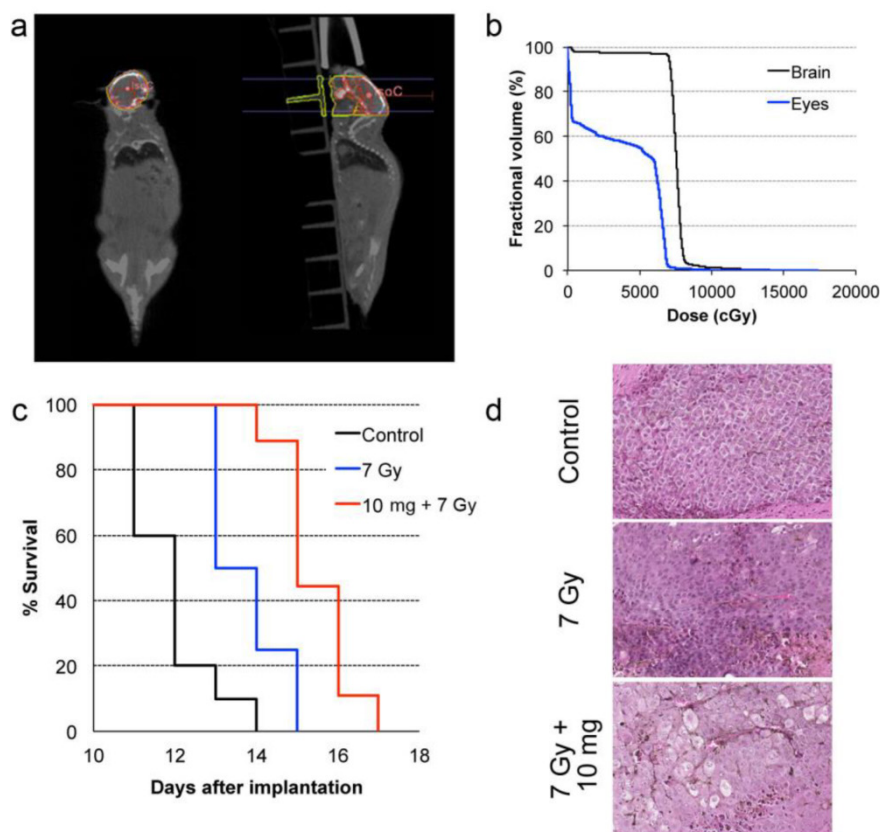 a
soC
b
100
80
60
40
20
0
Fractional volume (%)
Brain
Eyes
0
5000
10000
15000
20000
Dose (cGy)
c
100
80
60
40
20
0
% Survival
Control
7 Gy
10 mg + 7 Gy
10
12
14
16
18
Days after implantation
d
Control
7 Gy
7 Gy +
10 mg